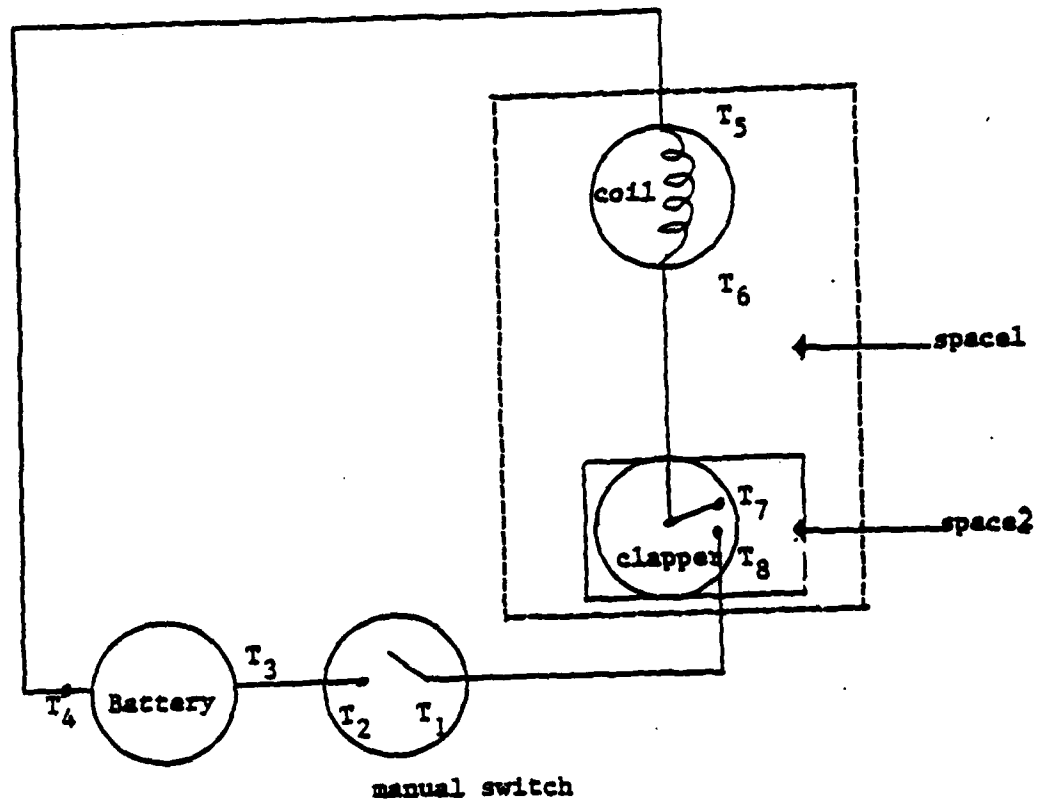 T5
coil
T6
space1
T7
space2
clapper
T8
T3
Battery
T4
T2
T1
manual switch